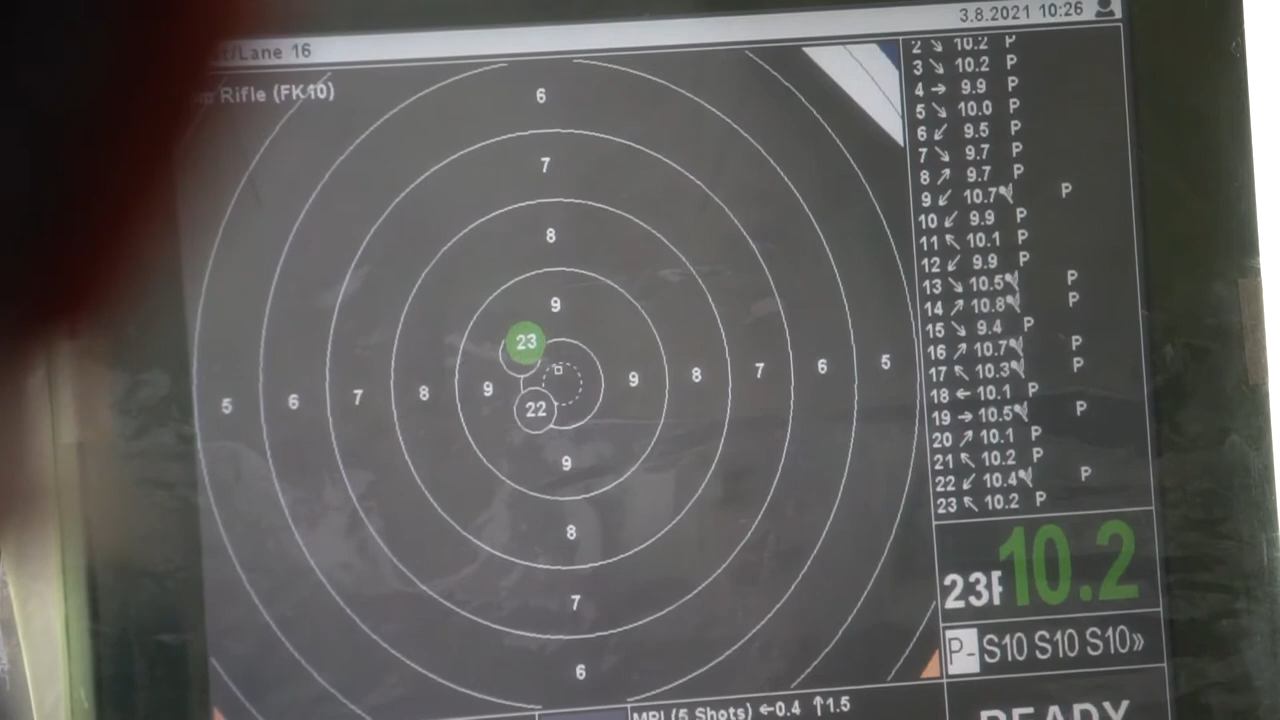 3.8.2021 10:26
/Lane 16
Rifle (FK10)
6
7
8
9
23
5 6 7 8 9 9 8 7 6 5
22
9
8
7
6
2 ↘ 10.2 P
3 ↘ 10.2 P
4 → 9.9 P
5 ↘ 10.0 P
6 ↙ 9.5 P
7 ↘ 9.7 P
8 ↗ 9.7 P
9 ↙ 10.7 P
10 ↙ 9.9 P
11 ↖ 10.1 P
12 ↙ 9.9 P
13 ↘ 10.5 P
14 ↗ 10.8 P
15 ↘ 9.4 P
16 ↗ 10.7 P
17 ↖ 10.3 P
18 ← 10.1 P
19 → 10.5 P
20 ↗ 10.1 P
21 ↖ 10.2 P
22 ↙ 10.4 P
23 ↖ 10.2 P
23P 10.2
P- S10 S10 S10»
MPI (5 Shots) ←0.4 ↑1.5
READY